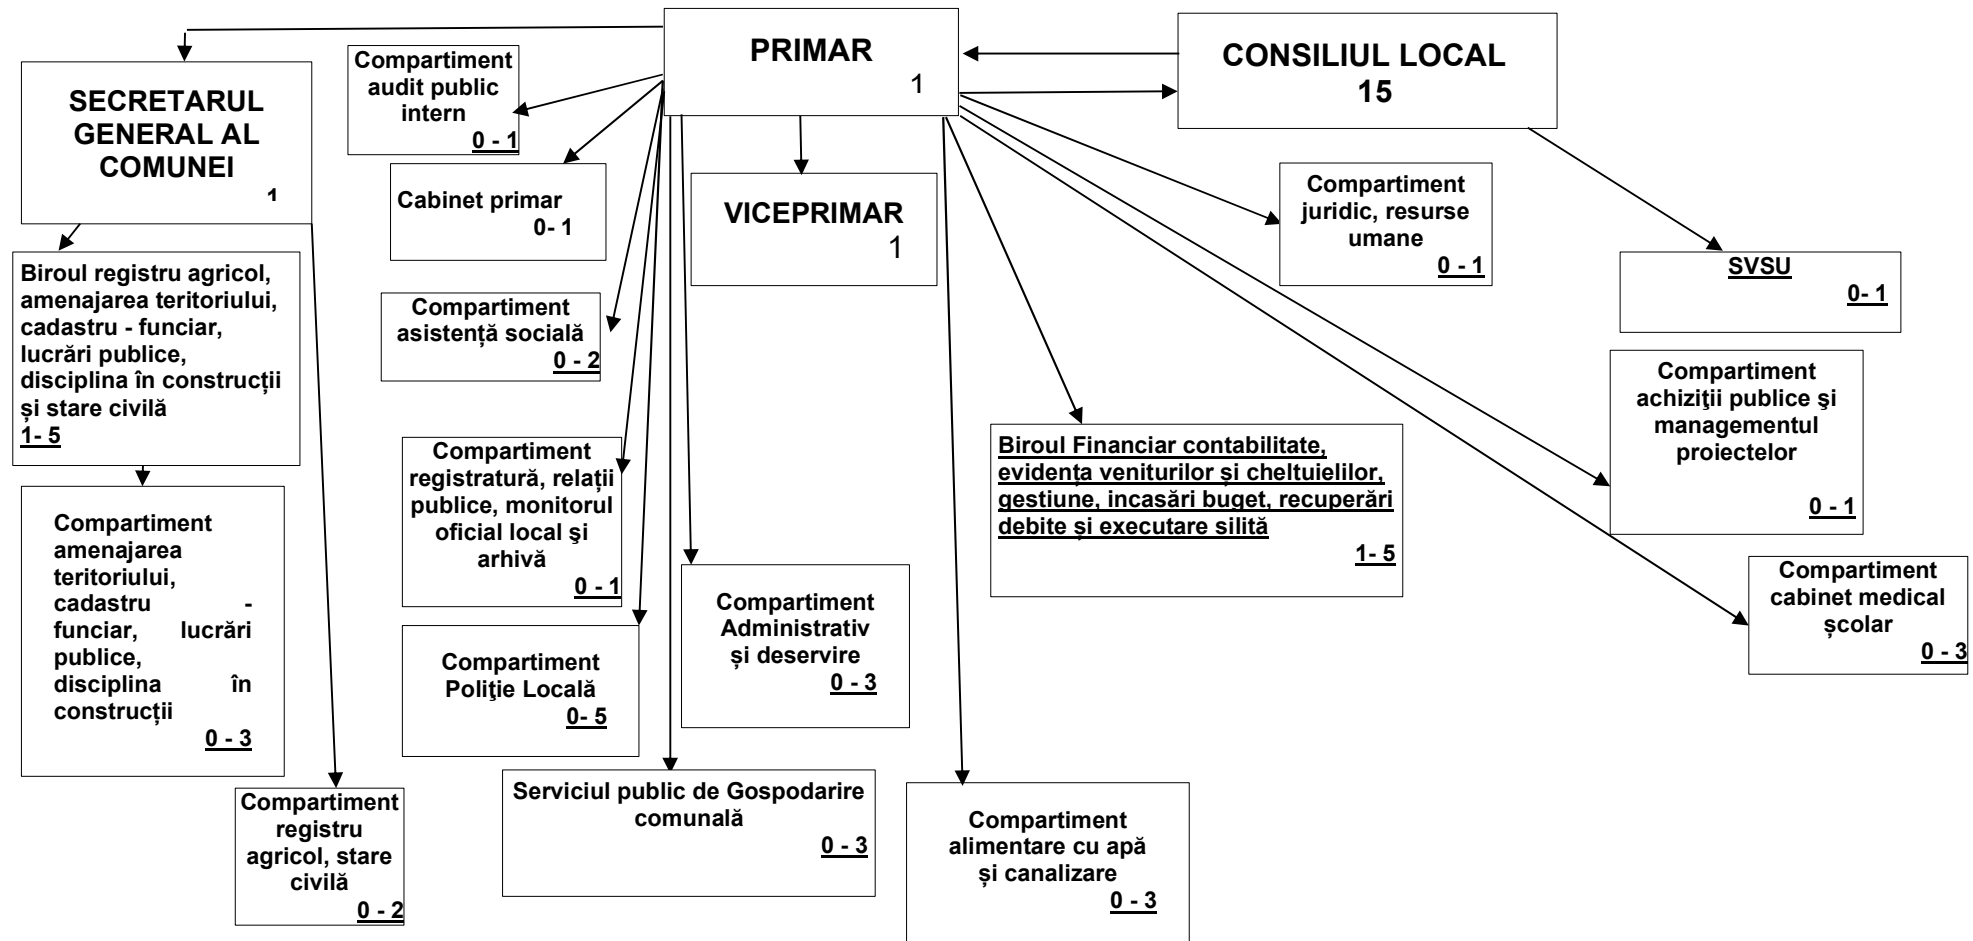 PRIMAR
1
CONSILIUL LOCAL
15
SECRETARUL
GENERAL AL
COMUNEI
1
Compartiment
audit public
intern
0 - 1
Cabinet primar
0- 1
VICEPRIMAR
1
Compartiment
juridic, resurse
umane
0 - 1
SVSU
0- 1
Biroul registru agricol,
amenajarea teritoriului,
cadastru - funciar,
lucrări publice,
disciplina în construcții
și stare civilă
1- 5
Compartiment
asistență socială
0 - 2
Compartiment
achiziţii publice şi
managementul
proiectelor
0 - 1
Compartiment
registratură, relații
publice, monitorul
oficial local şi
arhivă
0 - 1
Biroul Financiar contabilitate,
evidența veniturilor și cheltuielilor,
gestiune, incasări buget, recuperări
debite și executare silită
1- 5
Compartiment
amenajarea
teritoriului,
cadastru -
funciar, lucrări
publice,
disciplina în
construcții
0 - 3
Compartiment
Administrativ
și deservire
0 - 3
Compartiment
cabinet medical
școlar
0 - 3
Compartiment
Poliţie Locală
0- 5
Compartiment
registru
agricol, stare
civilă
0 - 2
Serviciul public de Gospodarire
comunală
0 - 3
Compartiment
alimentare cu apă
și canalizare
0 - 3